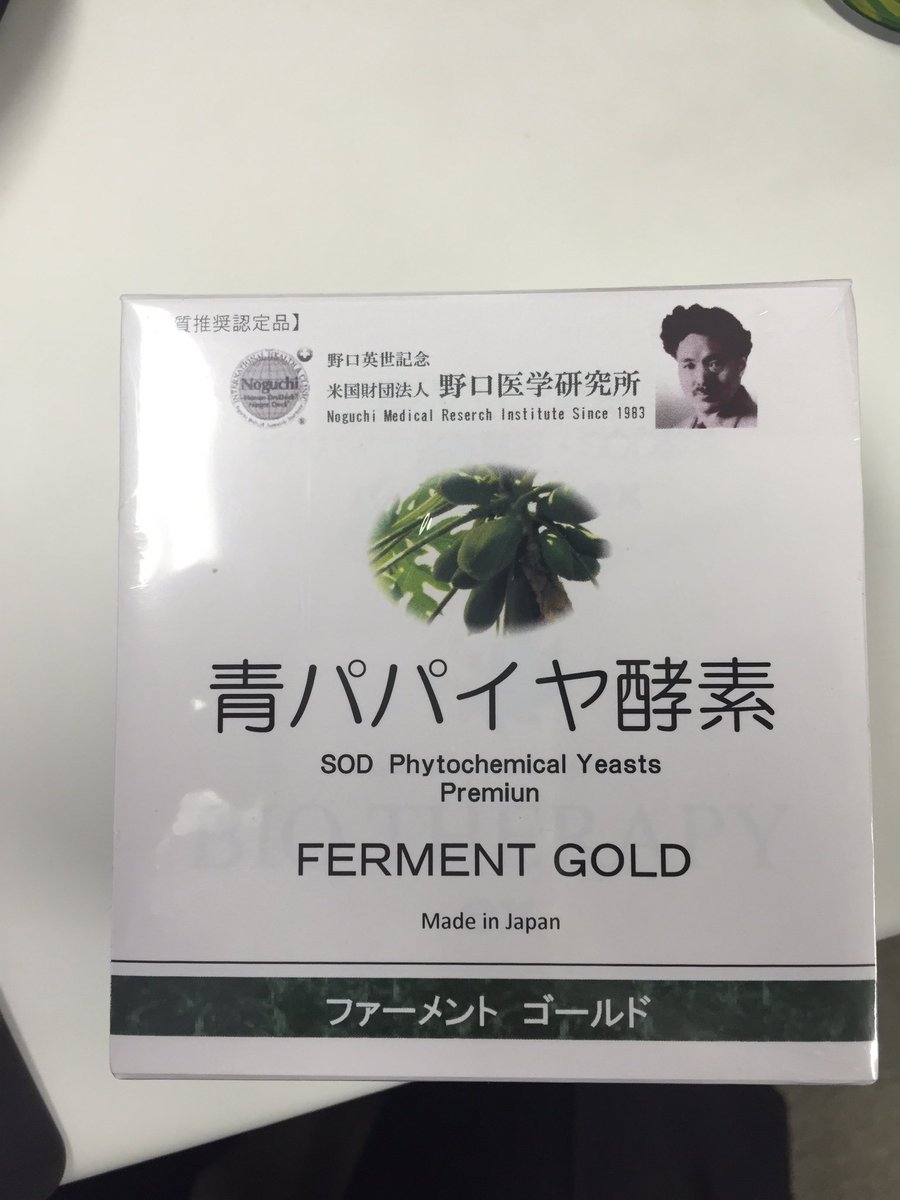 質推奨認定品】
Noguchi
野口英世記念
米国財団法人 野口医学研究所
Noguchi Medical Reserch Institute Since 1983
青パパイヤ酵素
SOD Phytochemical Yeasts
Premiun
FERMENT GOLD
Made in Japan
ファーメント ゴールド